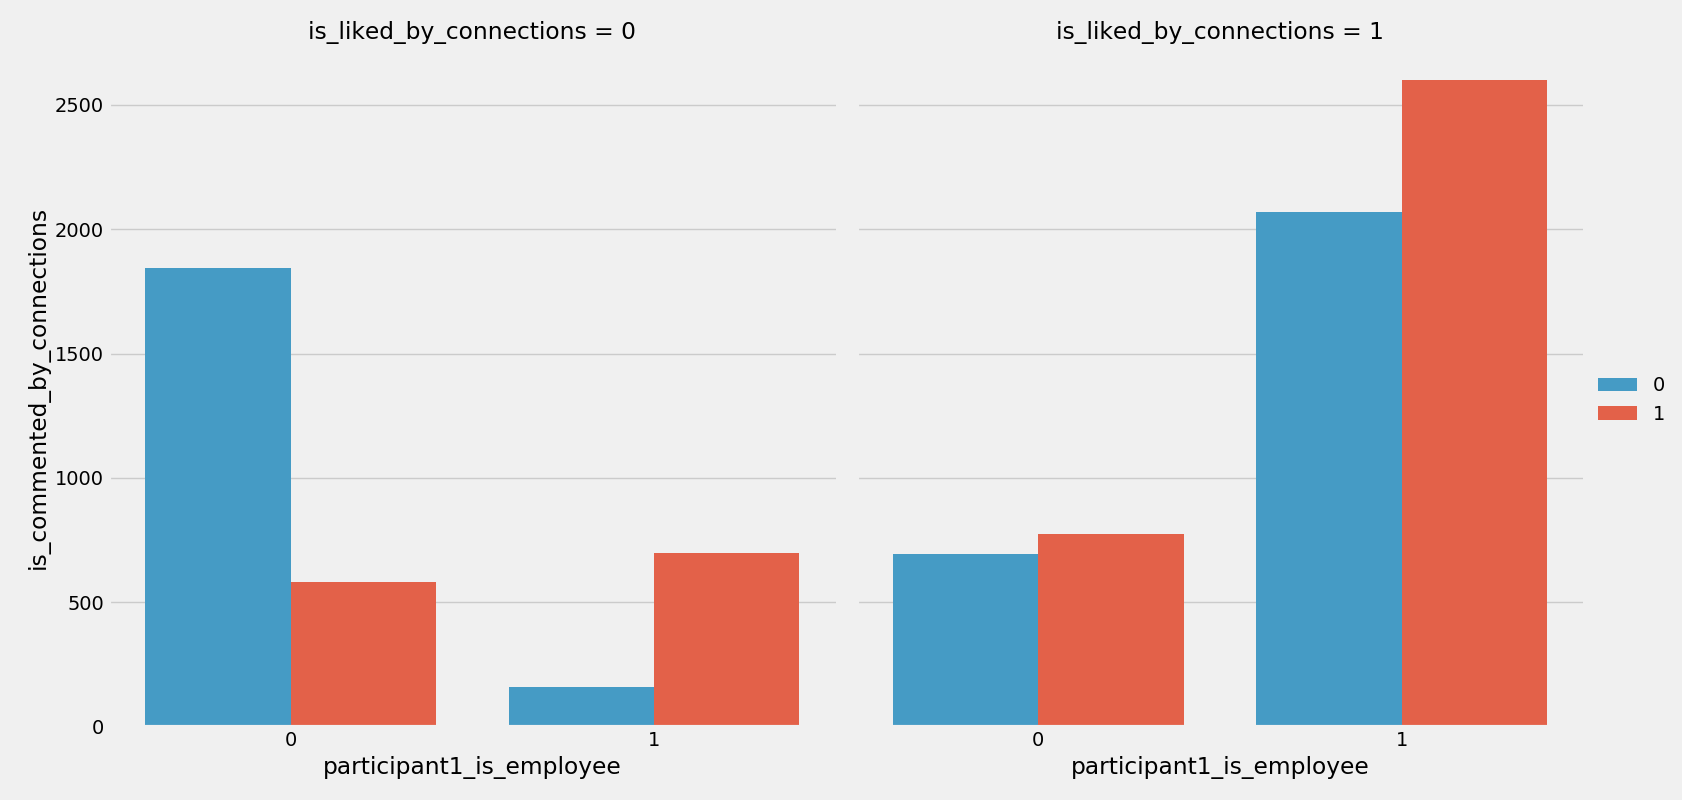 is_liked_by_connections = 0
is_liked_by_connections = 1
is_commented_by_connections
2500
2000
1500
1000
500
0
0
1
0
1
participant1_is_employee
participant1_is_employee
0
1